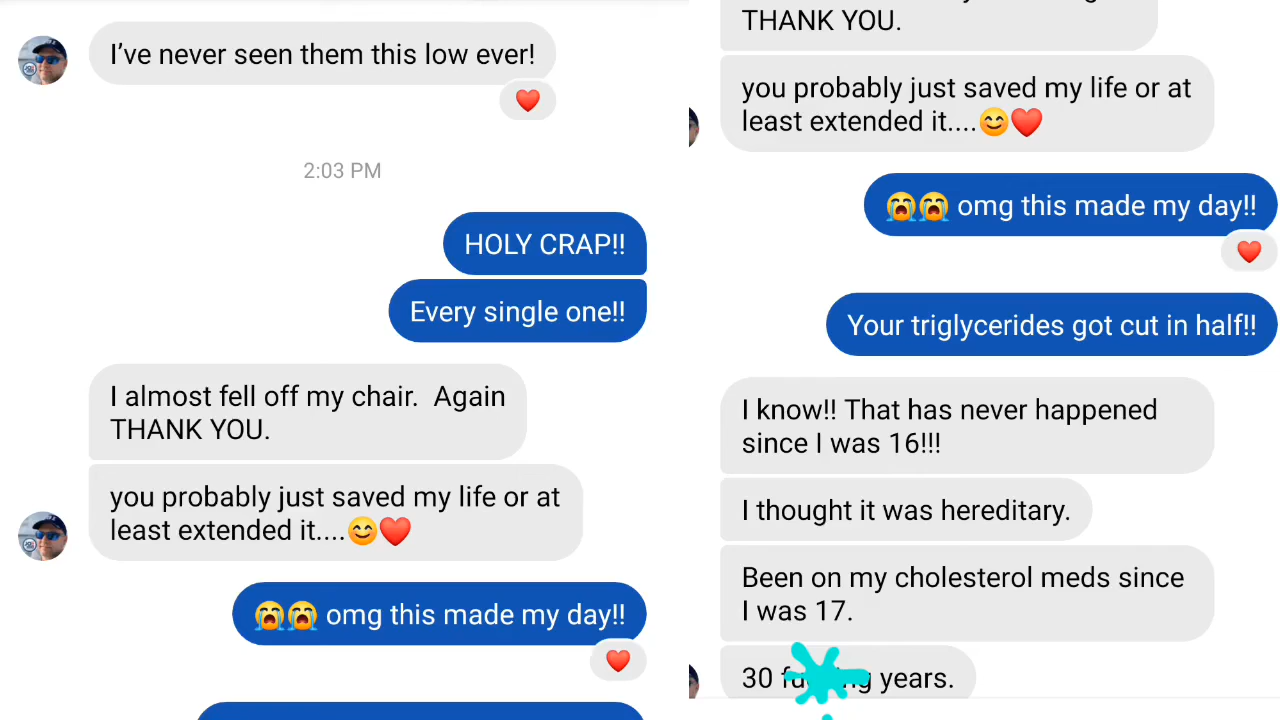 I've never seen them this low ever!
2:03 PM
HOLY CRAP!!
Every single one!!
I almost fell off my chair.  Again
THANK YOU.
you probably just saved my life or at
least extended it....😊❤️
😭😭 omg this made my day!!
THANK YOU.
you probably just saved my life or at
least extended it....😊❤️
😭😭 omg this made my day!!
Your triglycerides got cut in half!!
I know!! That has never happened
since I was 16!!!
I thought it was hereditary.
Been on my cholesterol meds since
I was 17.
30 years.